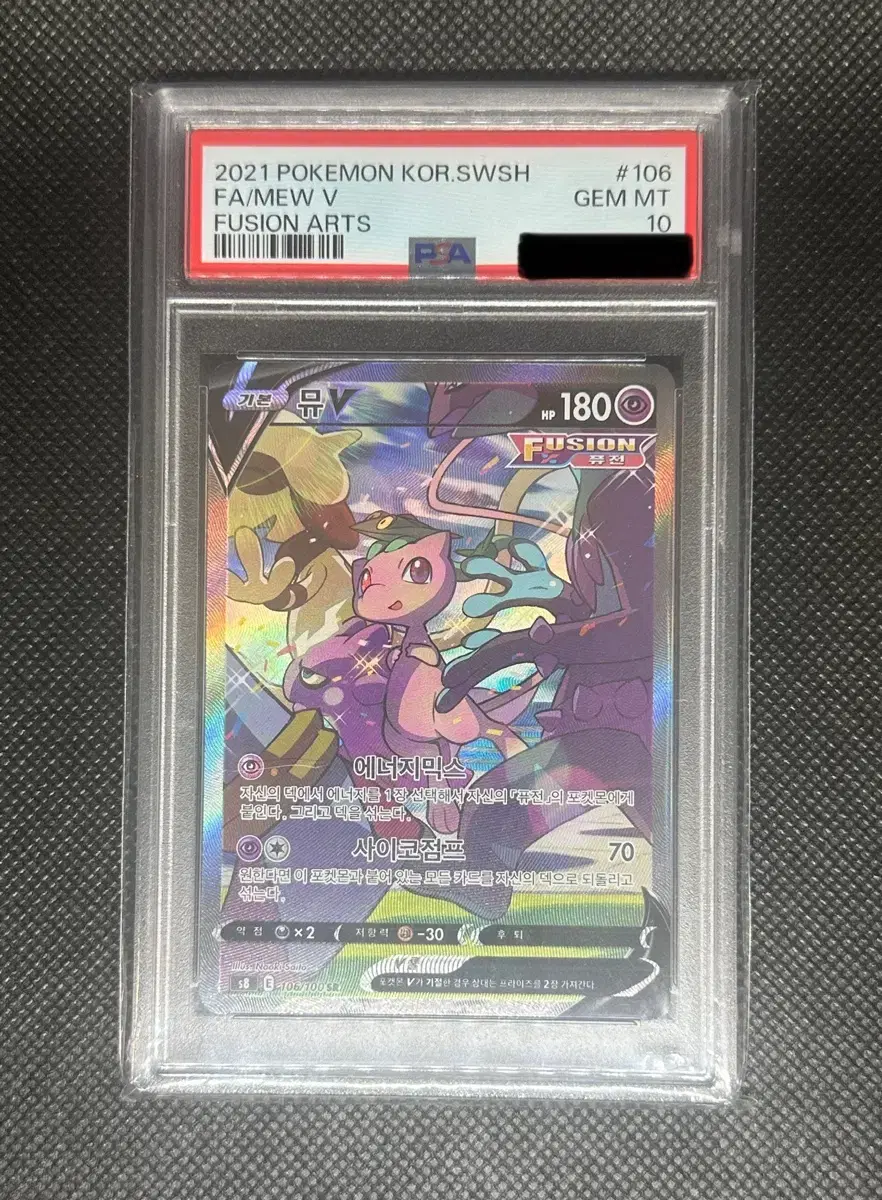 2021 POKEMON KOR.SWSH #106
FA/MEW V GEM MT
FUSION ARTS 10
PSA
기본 뮤V HP 180
FUSION
퓨전
에너지믹스
자신의 덱에서 에너지를 1장 선택해서 자신의 「퓨전」의 포켓몬에게
붙인다. 그리고 덱을 섞는다.
사이코점프 70
원한다면 이 포켓몬과 붙어 있는 모든 카드를 자신의 덱으로 되돌리고
섞는다.
약점 ×2 저항력 -30 후퇴
Illus. Naoki Saito
s8 E 106/100 SR
포켓몬 V가 기절한 경우 상대는 프라이즈를 2장 가져간다